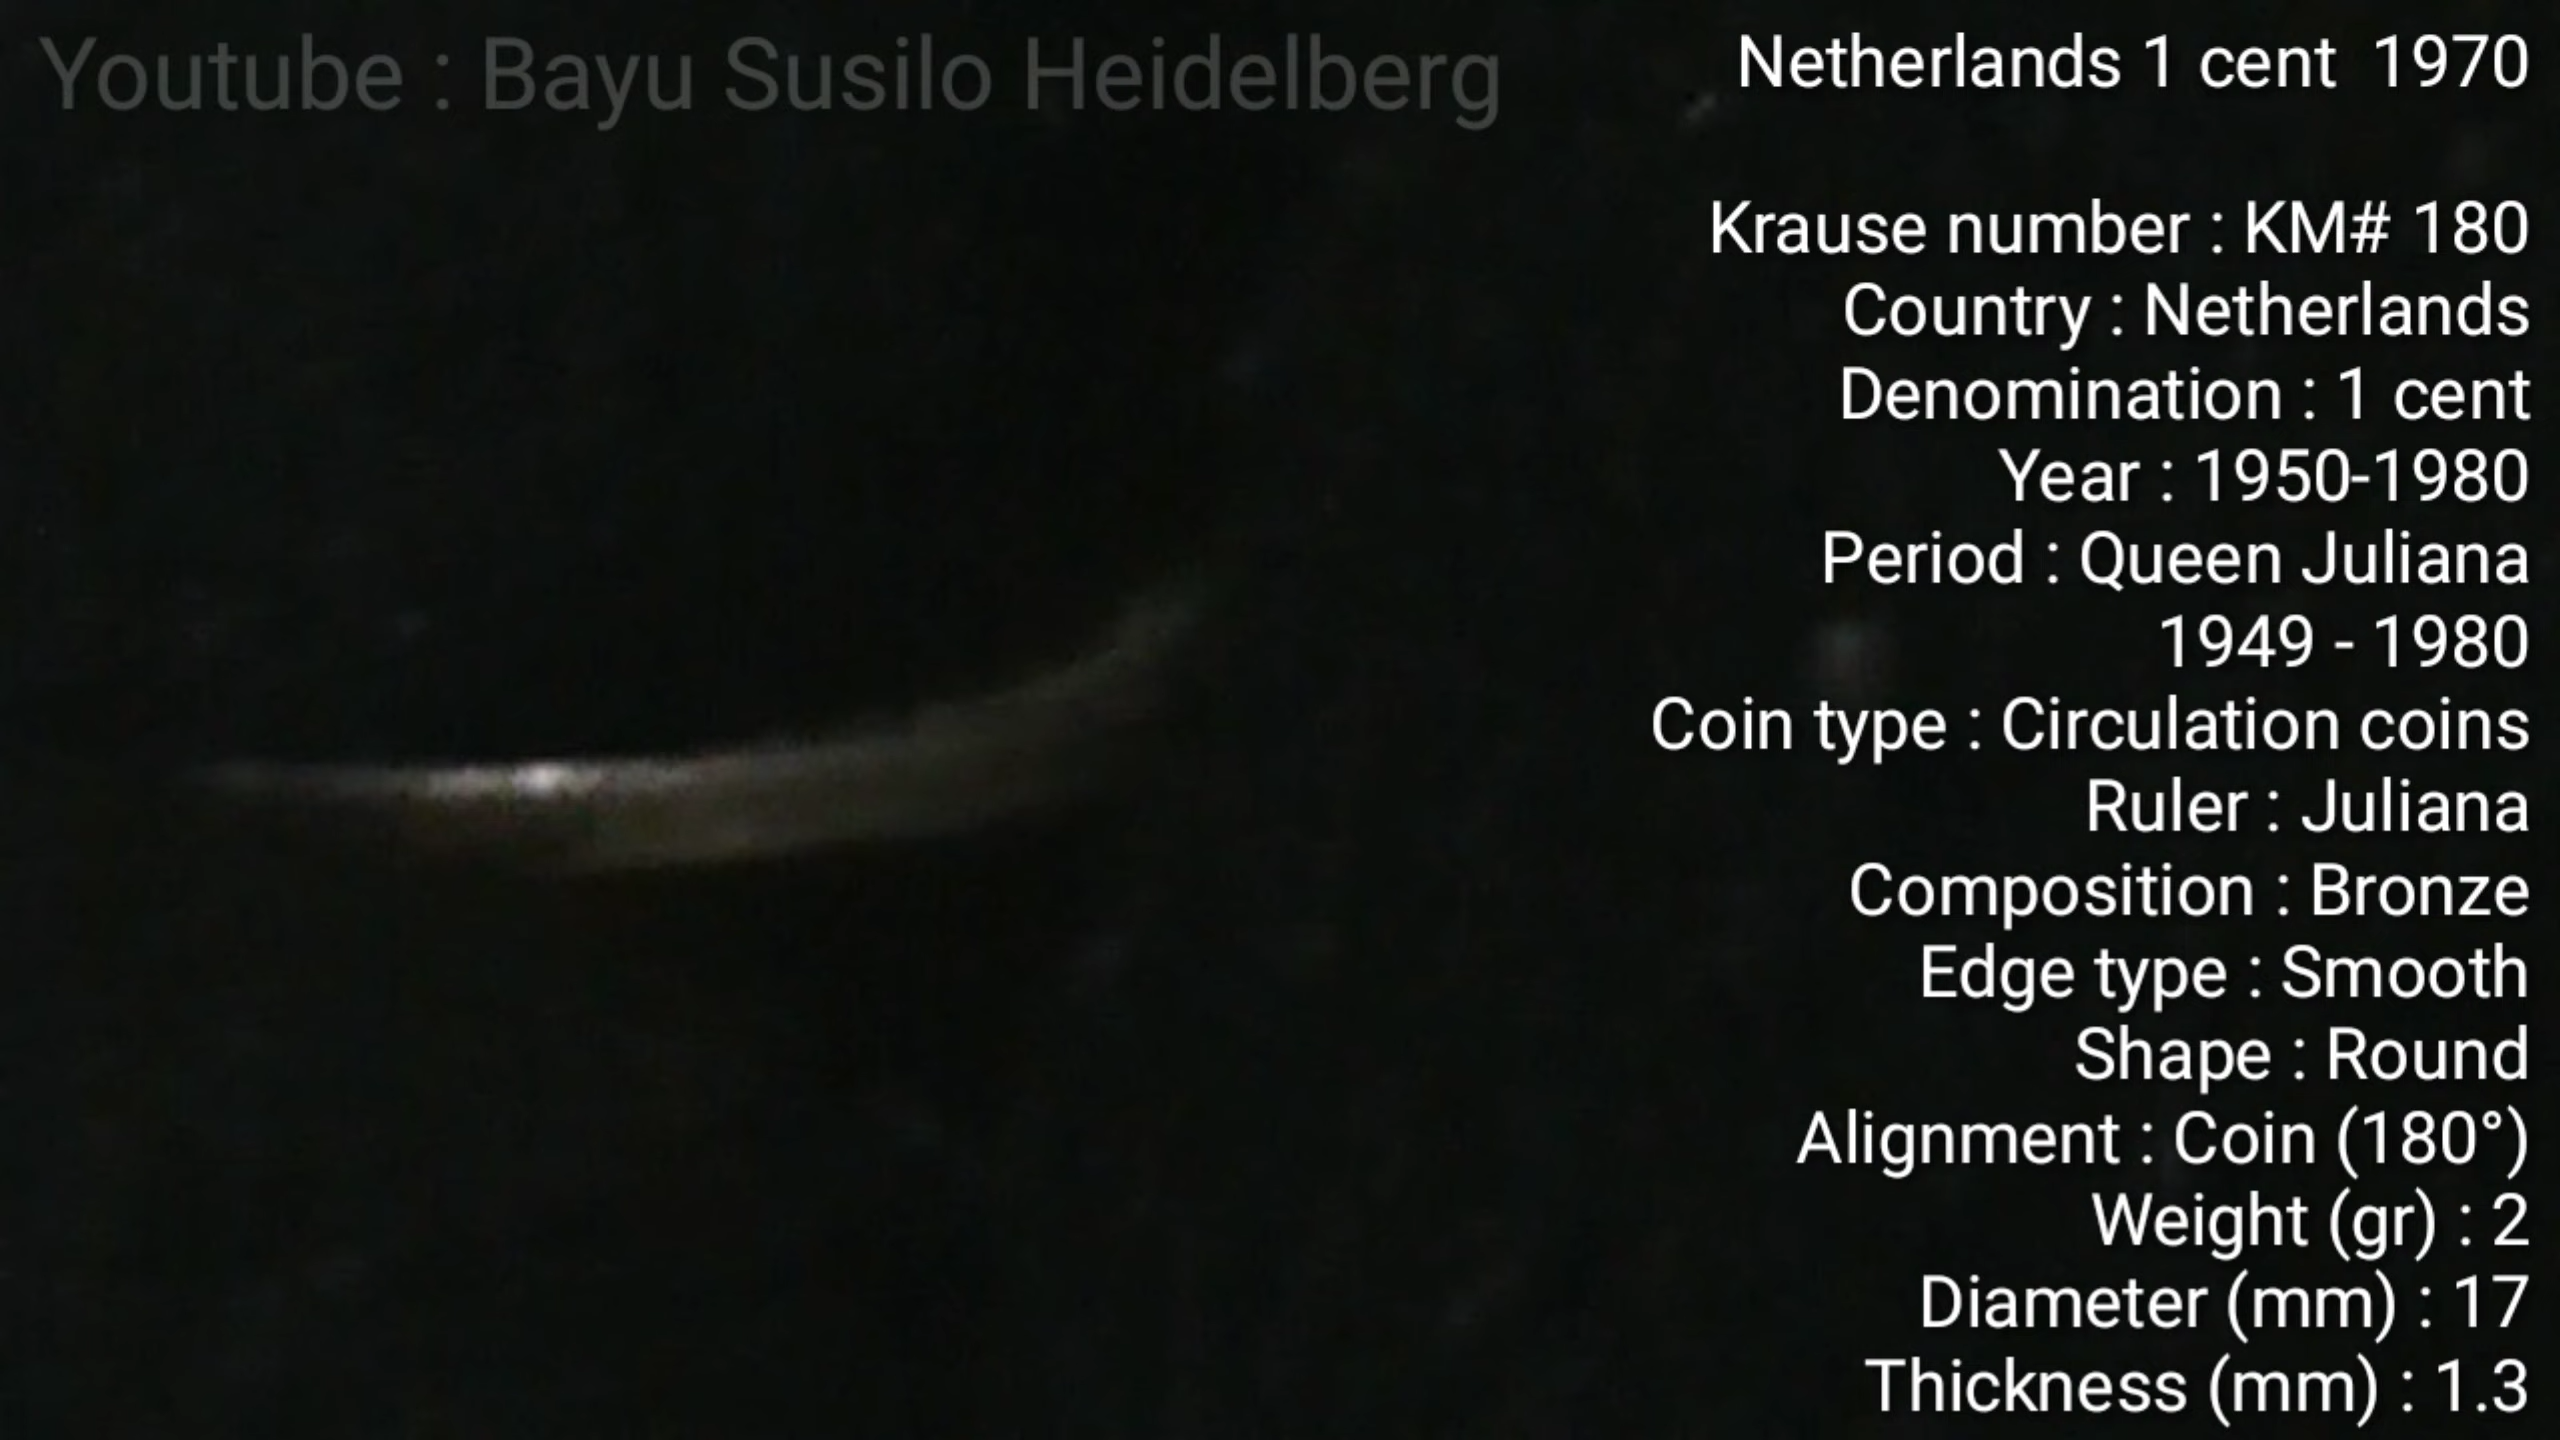 Youtube : Bayu Susilo Heidelberg
Netherlands 1 cent 1970
Krause number : KM# 180
Country : Netherlands
Denomination : 1 cent
Year : 1950-1980
Period : Queen Juliana
1949 - 1980
Coin type : Circulation coins
Ruler : Juliana
Composition : Bronze
Edge type : Smooth
Shape : Round
Alignment : Coin (180°)
Weight (gr) : 2
Diameter (mm) : 17
Thickness (mm) : 1.3